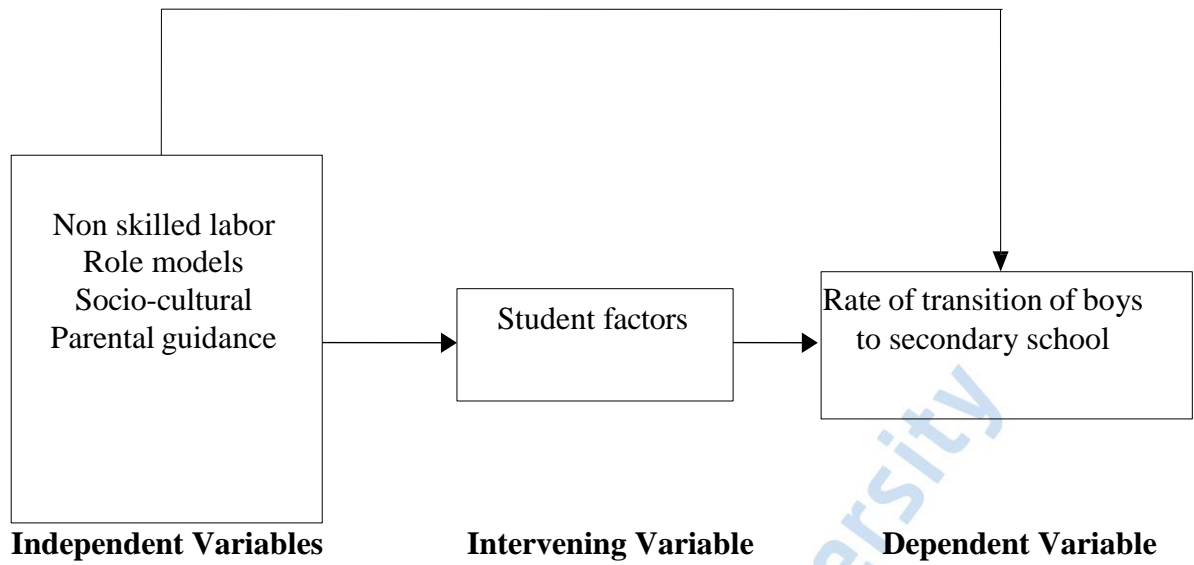 Non skilled labor
Role models
Socio-cultural
Parental guidance
Student factors
Rate of transition of boys
to secondary school
Independent Variables
Intervening Variable
Dependent Variable